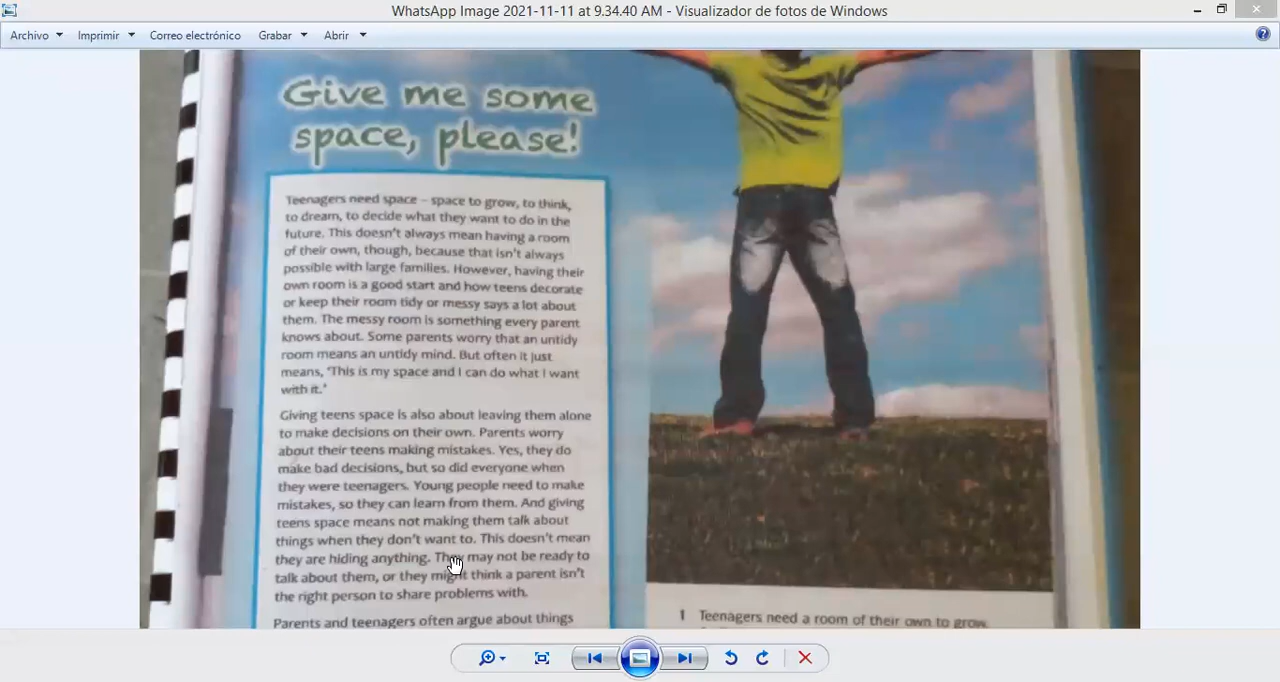 WhatsApp Image 2021-11-11 at 9.34.40 AM - Visualizador de fotos de Windows
Archivo Imprimir Correo electrónico Grabar Abrir
Give me some
space, please!
Teenagers need space – space to grow, to think,
to dream, to decide what they want to do in the
future. This doesn't always mean having a room
of their own, though, because that isn't always
possible with large families. However, having their
own room is a good start and how teens decorate
or keep their room tidy or messy says a lot about
them. The messy room is something every parent
knows about. Some parents worry that an untidy
room means an untidy mind. But often it just
means, 'This is my space and I can do what I want
with it.'
Giving teens space is also about leaving them alone
to make decisions on their own. Parents worry
about their teens making mistakes. Yes, they do
make bad decisions, but so did everyone when
they were teenagers. Young people need to make
mistakes, so they can learn from them. And giving
teens space means not making them talk about
things when they don't want to. This doesn't mean
they are hiding anything. They may not be ready to
talk about them, or they might think a parent isn't
the right person to share problems with.
Parents and teenagers often argue about things
1 Teenagers need a room of their own to grow.